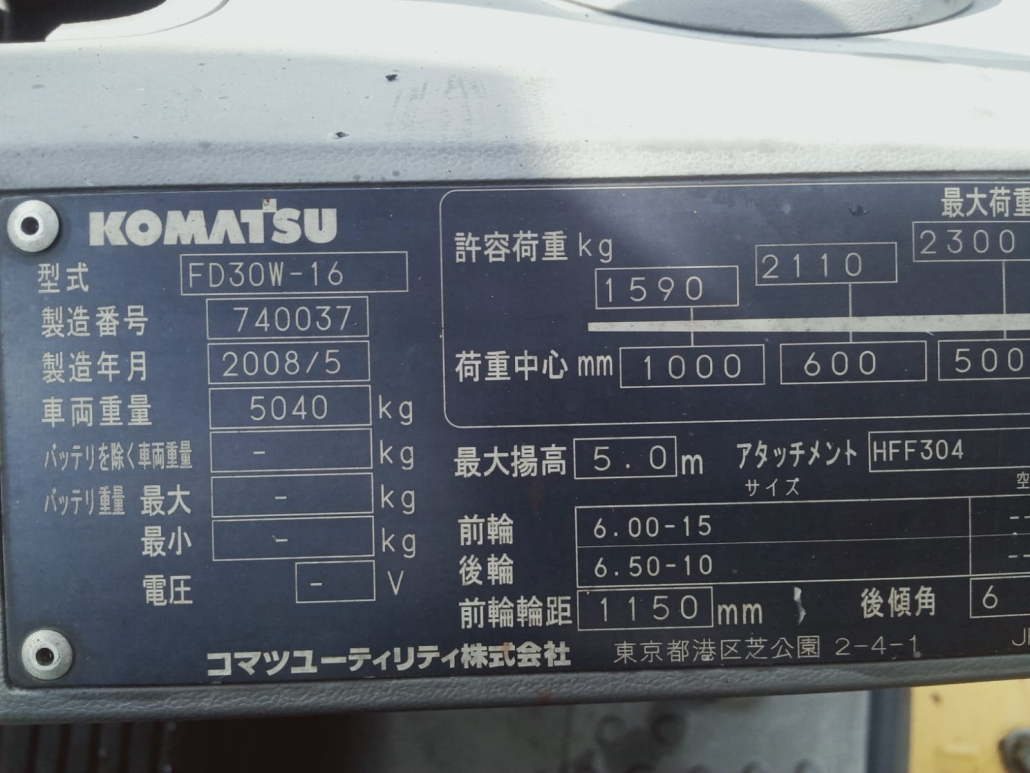 KOMATSU
型式 FD30W-16
製造番号 740037
製造年月 2008/5
車両重量 5040 kg
バッテリを除く車両重量 - kg
バッテリ重量 最大 - kg
最小 - kg
電圧 - V
最大荷重
許容荷重 kg 1590 2110 2300
荷重中心 mm 1000 600 500
最大揚高 5.0 m アタッチメント HFF304
サイズ 空
前輪 6.00-15 --
後輪 6.50-10 --
前輪輪距 1150 mm 後傾角 6
コマツユーティリティ株式会社 東京都港区芝公園 2-4-1